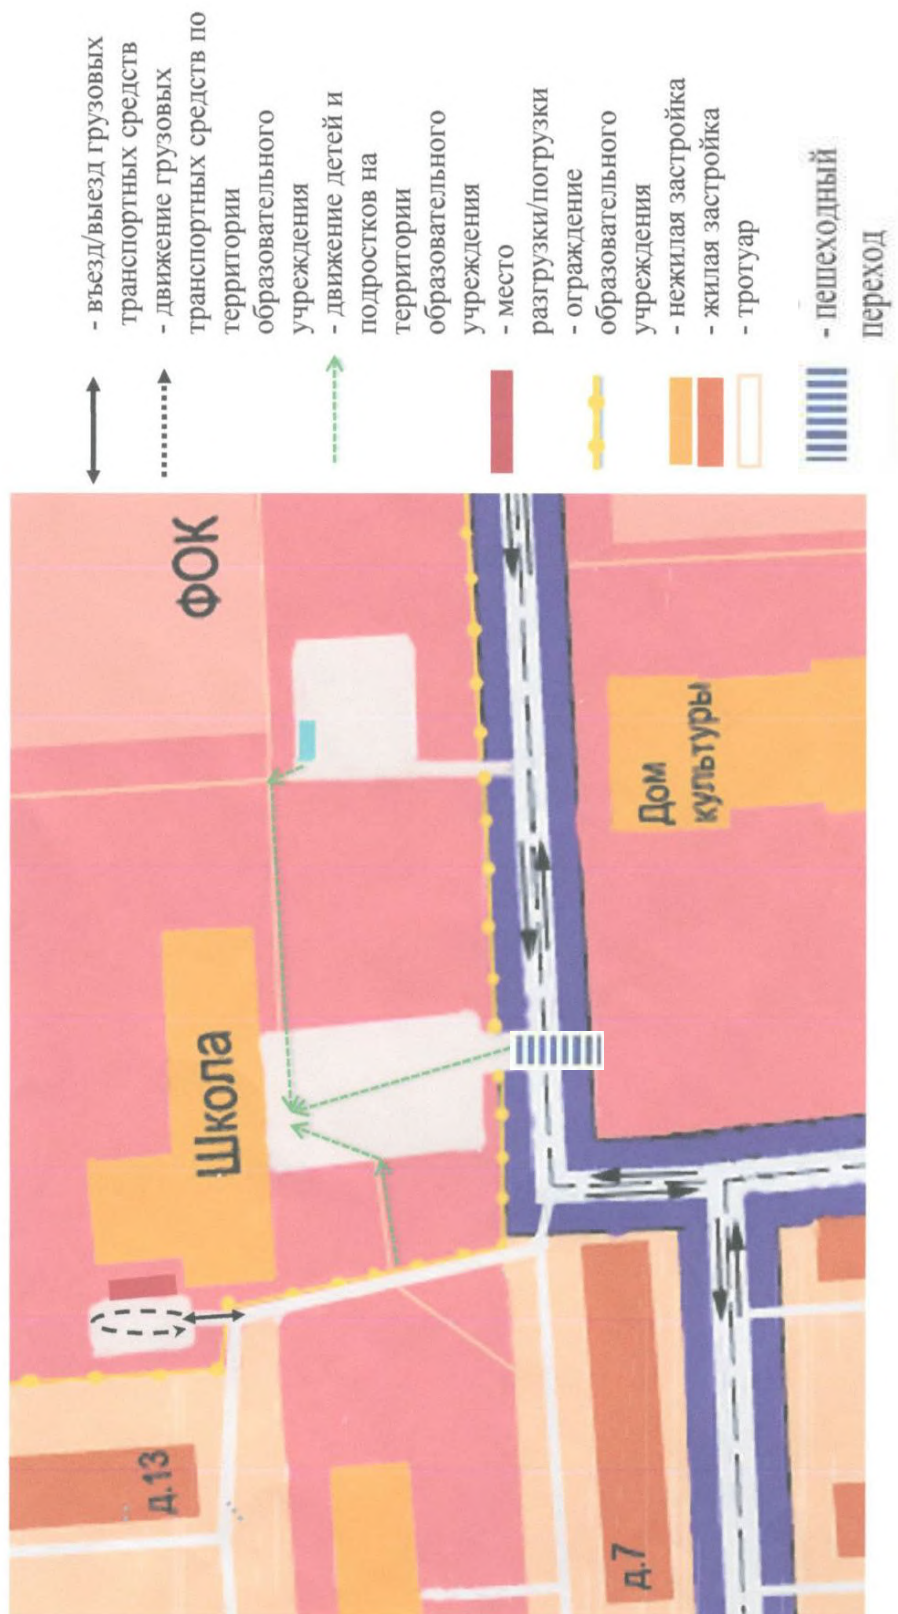 - въезд/выезд грузовых
транспортных средств
- движение грузовых
транспортных средств по
территории
образовательного
учреждения
- движение детей и
подростков на
территории
образовательного
учреждения
- место
разгрузки/погрузки
- ограждение
образовательного
учреждения
- нежилая застройка
- жилая застройка
- тротуар
- пешеходный
переход
ФОК
Школа
Дом
культуры
д.13
д.7